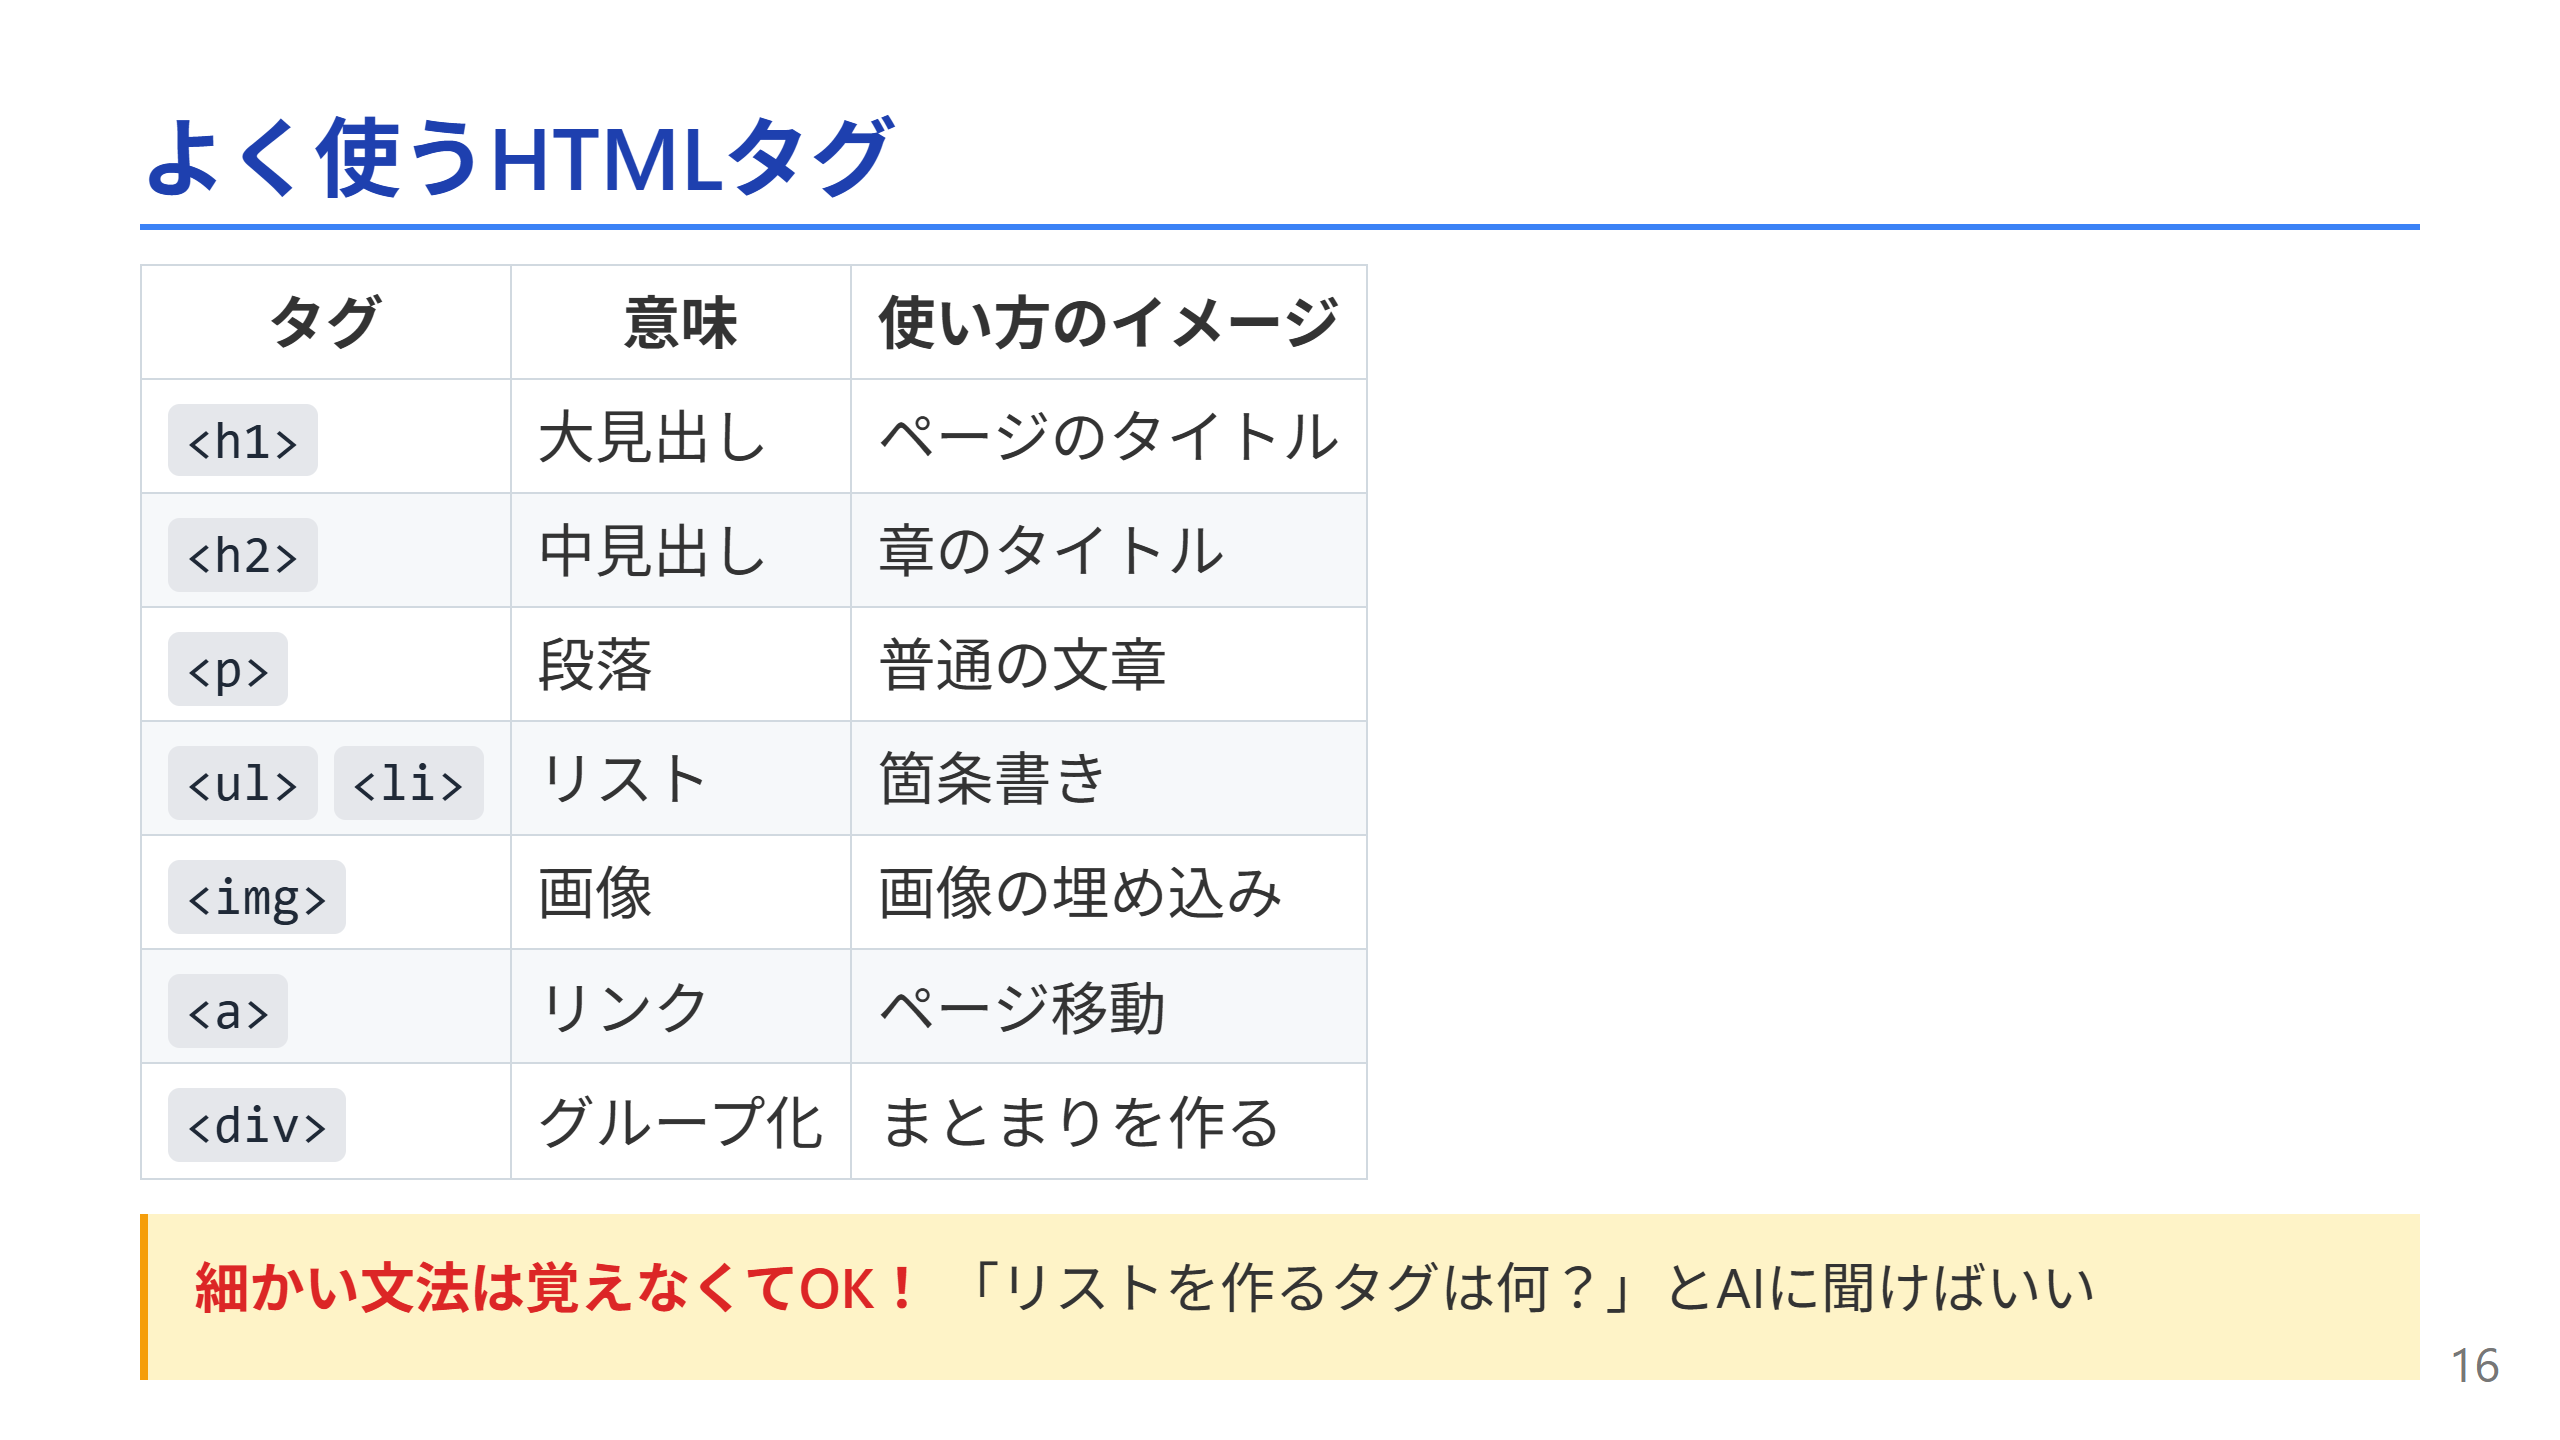 よく使うHTMLタグ
タグ 意味 使い方のイメージ
<h1> 大見出し ページのタイトル
<h2> 中見出し 章のタイトル
<p> 段落 普通の文章
<ul> <li> リスト 箇条書き
<img> 画像 画像の埋め込み
<a> リンク ページ移動
<div> グループ化 まとまりを作る
細かい文法は覚えなくてOK！ 「リストを作るタグは何？」とAIに聞けばいい
16